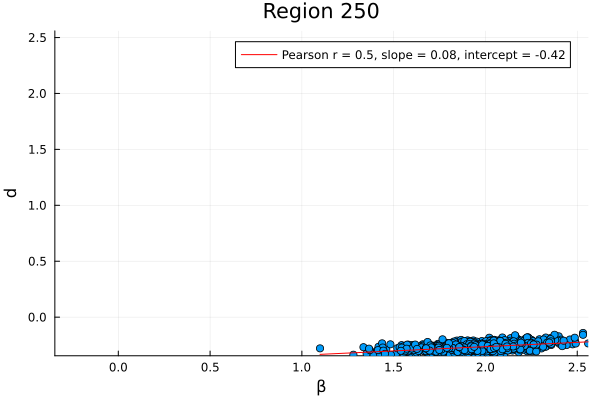 Region 250
Pearson r = 0.5, slope = 0.08, intercept = -0.42
2.5
2.0
1.5
1.0
0.5
0.0
d
0.0 0.5 1.0 1.5 2.0 2.5
β